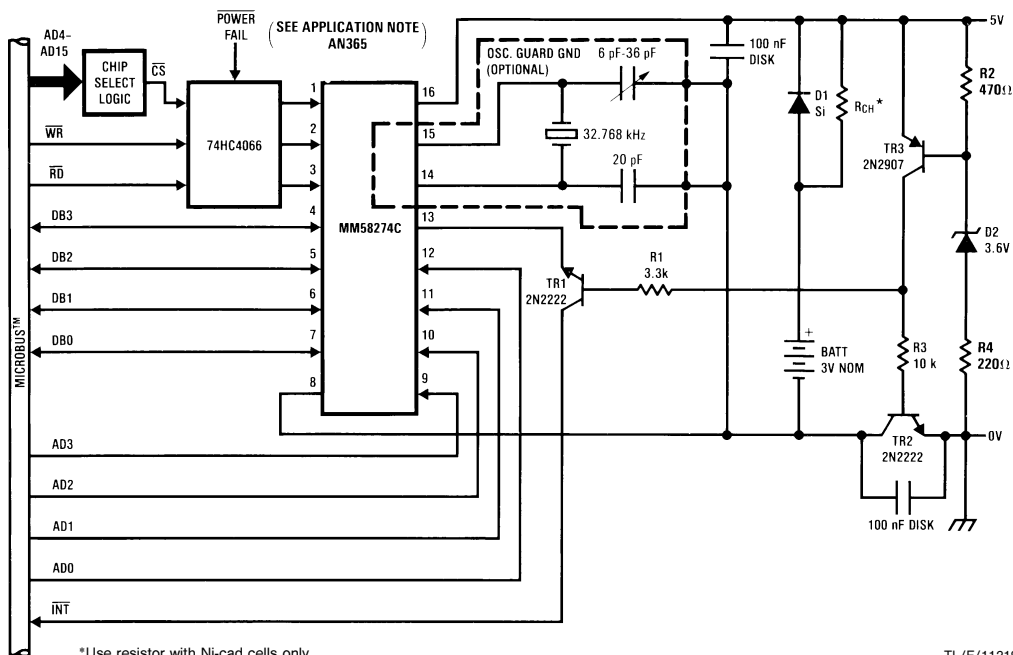 AD4–
AD15
CHIP
SELECT
LOGIC
CS
POWER
FAIL
(SEE APPLICATION NOTE
AN365)
74HC4066
WR
RD
DB3
DB2
DB1
DB0
MICROBUS™
AD3
AD2
AD1
AD0
INT
1
2
3
4
5
6
7
8
MM58274C
16
15
14
13
12
11
10
9
OSC. GUARD GND
(OPTIONAL)
6 pF-36 pF
32.768 kHz
20 pF
100 nF
DISK
D1
Si
RCH*
5V
R2
470Ω
TR3
2N2907
D2
3.6V
R1
3.3k
TR1
2N2222
+
BATT
3V NOM
R3
10 k
R4
220Ω
0V
TR2
2N2222
100 nF DISK
*Use resistor with Ni-cad cells only